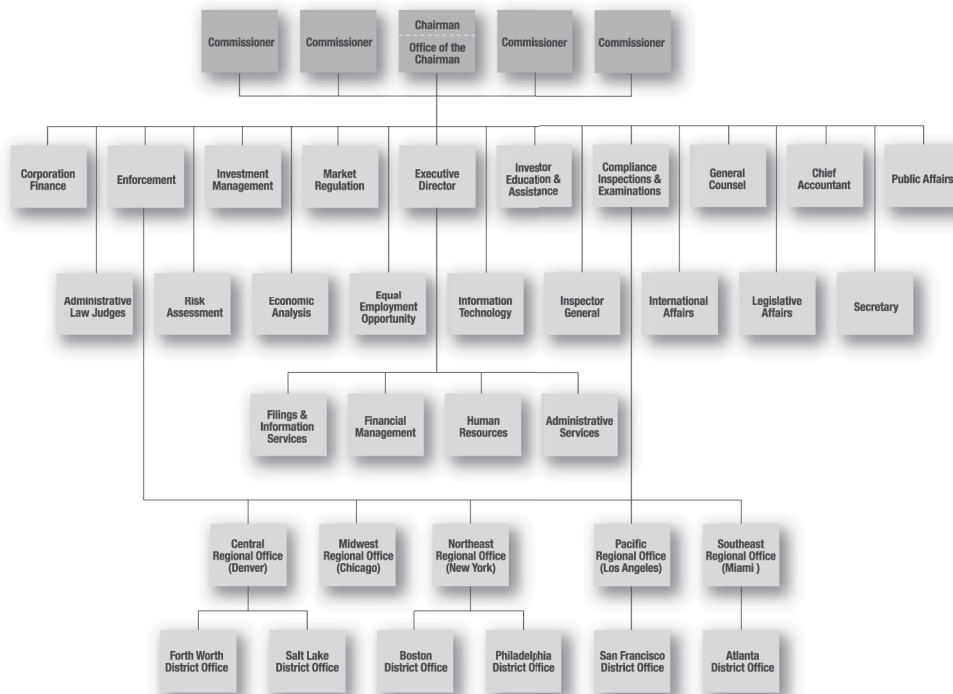 Commissioner
Commissioner
Chairman
Office of the
Chairman
Commissioner
Commissioner
Corporation
Finance
Enforcement
Investment
Management
Market
Regulation
Executive
Director
Investor
Education &
Assistance
Compliance
Inspections &
Examinations
General
Counsel
Chief
Accountant
Public Affairs
Administrative
Law Judges
Risk
Assessment
Economic
Analysis
Equal
Employment
Opportunity
Information
Technology
Inspector
General
International
Affairs
Legislative
Affairs
Secretary
Filings &
Information
Services
Financial
Management
Human
Resources
Administrative
Services
Central
Regional Office
(Denver)
Midwest
Regional Office
(Chicago)
Northeast
Regional Office
(New York)
Pacific
Regional Office
(Los Angeles)
Southeast
Regional Office
(Miami )
Forth Worth
District Office
Salt Lake
District Office
Boston
District Office
Philadelphia
District Office
San Francisco
District Office
Atlanta
District Office